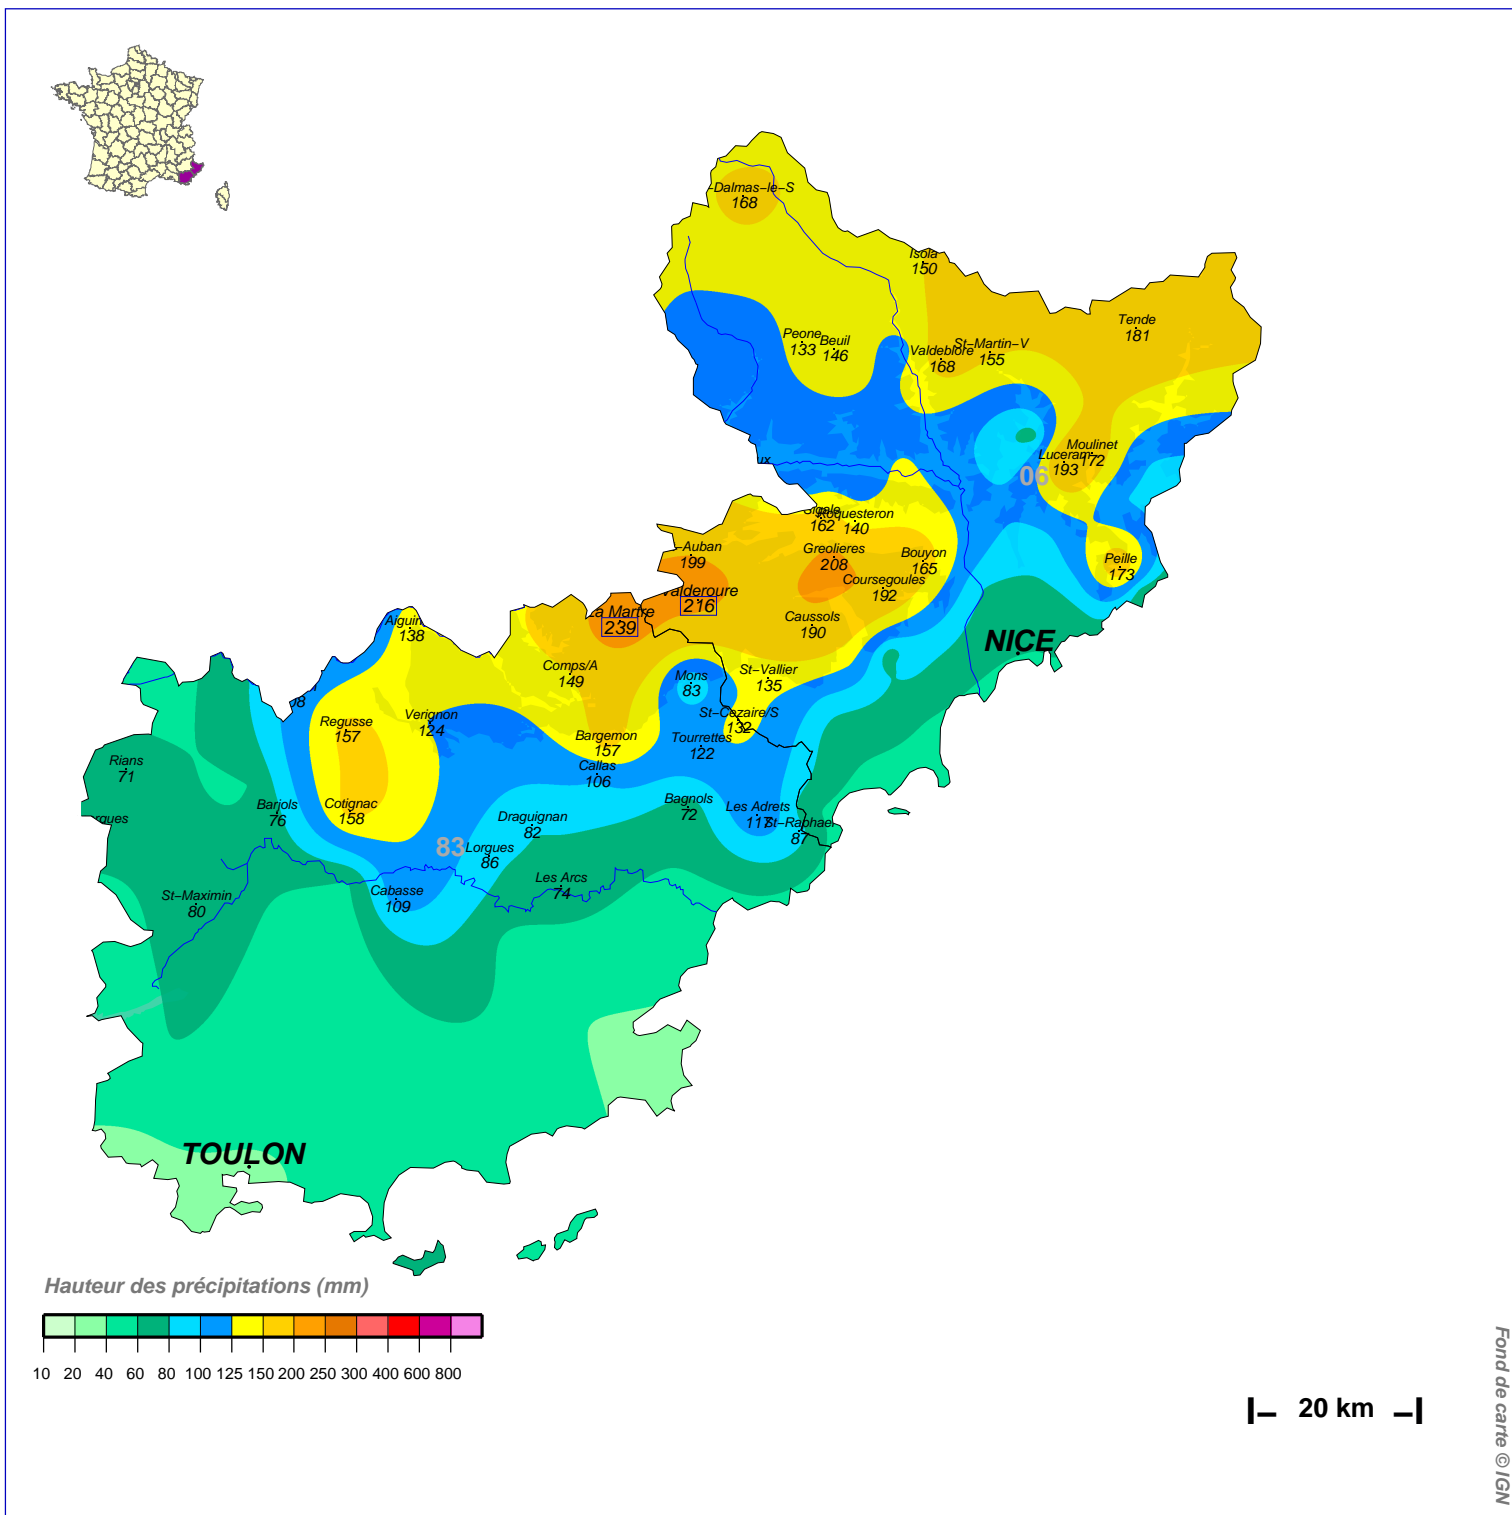 -Dalmas-le-S
168
Isola
150
Tende
181
Peone
133
Beuil
146
St-Martin-V
155
Valdeblore
168
Moulinet
172
Luceram
193
06
Roquesteron
140
162
-Auban
199
Greolieres
208
Bouyon
165
Peille
173
Coursegoules
192
Valderoure
216
La Martre
239
Caussols
190
Aiguin
138
NICE
Comps/A
149
Mons
83
St-Vallier
135
Regusse
157
Verignon
124
St-Cezaire/S
132
Bargemon
157
Tourrettes
122
Rians
71
Callas
106
Barjols
76
Cotignac
158
Bagnols
72
Les Adrets
117
St-Raphae
87
Draguignan
82
83
Lorgues
86
Les Arcs
74
Cabasse
109
St-Maximin
80
TOULON
Hauteur des précipitations (mm)
10 20 40 60 80 100 125 150 200 250 300 400 600 800
20 km
Fond de carte © IGN